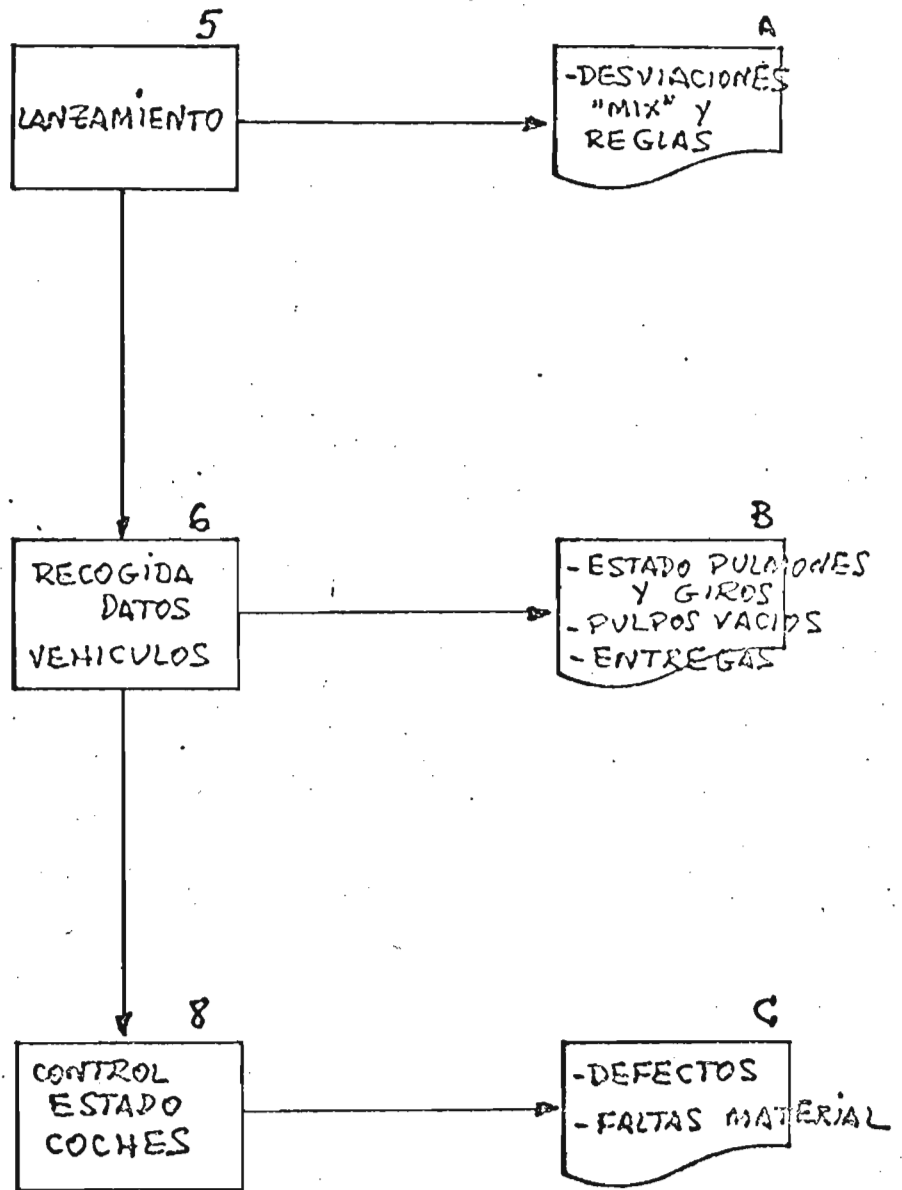 5
LANZAMIENTO
A
-DESVIACIONES
"MIX" Y
REGLAS
6
RECOGIDA
DATOS
VEHICULOS
B
-ESTADO PULMONES
Y GIROS
-PULPOS VACIOS
-ENTREGAS
8
CONTROL
ESTADO
COCHES
C
-DEFECTOS
-FALTAS MATERIAL